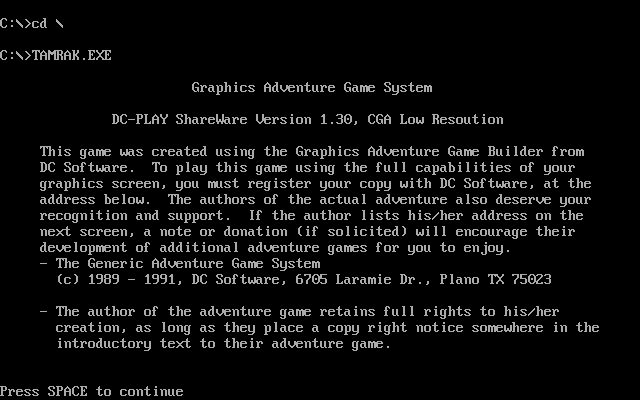 C:\>cd \
C:\>TAMRAK.EXE
Graphics Adventure Game System
DC-PLAY ShareWare Version 1.30, CGA Low Resoution
This game was created using the Graphics Adventure Game Builder from
DC Software.  To play this game using the full capabilities of your
graphics screen, you must register your copy with DC Software, at the
address below.  The authors of the actual adventure also deserve your
recognition and support.  If the author lists his/her address on the
next screen, a note or donation (if solicited) will encourage their
development of additional adventure games for you to enjoy.
- The Generic Adventure Game System
(c) 1989 - 1991, DC Software, 6705 Laramie Dr., Plano TX 75023
- The author of the adventure game retains full rights to his/her
creation, as long as they place a copy right notice somewhere in the
introductory text to their adventure game.
Press SPACE to continue